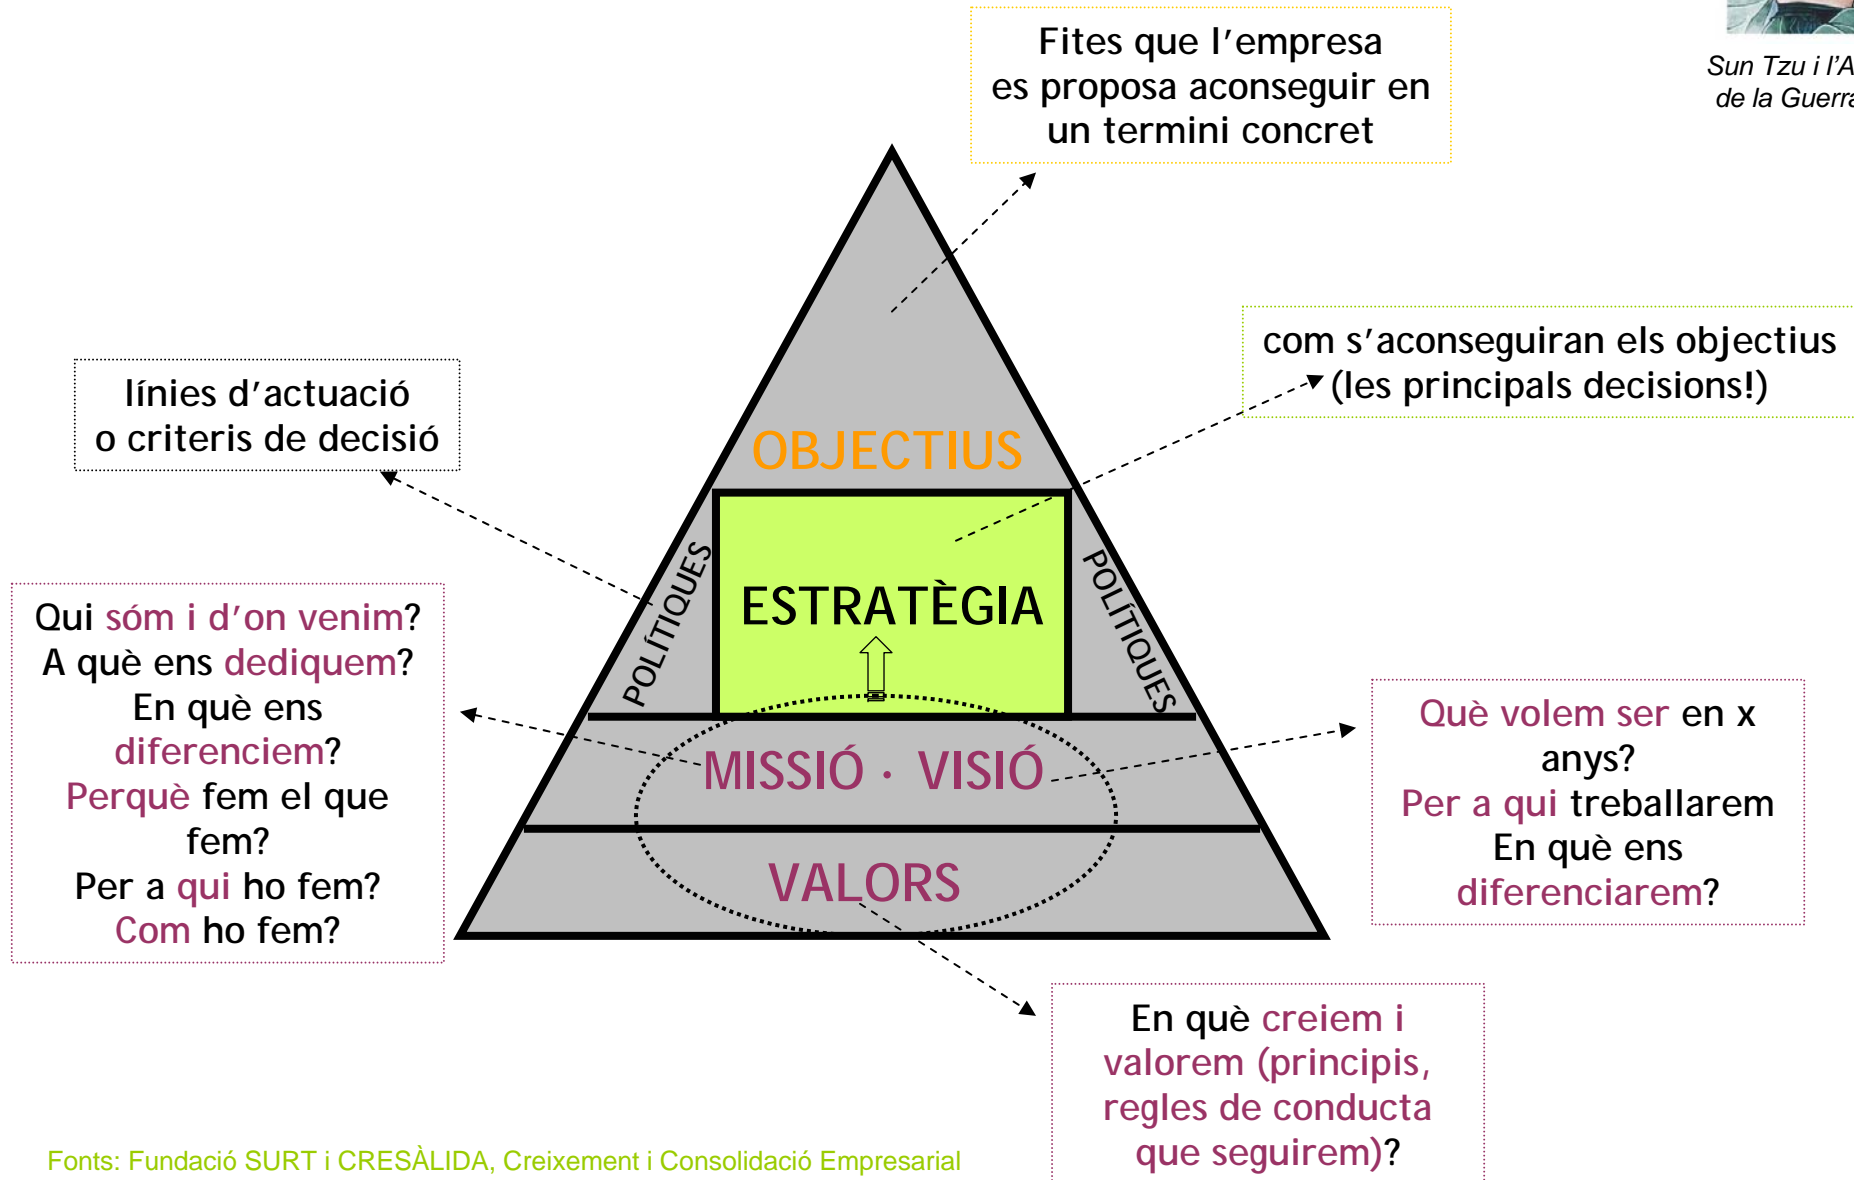 Fites que l'empresa
es proposa aconseguir en
un termini concret
Sun Tzu i l'A
de la Guerra
com s'aconseguiran els objectius
(les principals decisions!)
línies d'actuació
o criteris de decisió
OBJECTIUS
POLÍTIQUES
ESTRATÈGIA
POLÍTIQUES
Qui sóm i d'on venim?
A què ens dediquem?
En què ens
diferenciem?
Perquè fem el que
fem?
Per a qui ho fem?
Com ho fem?
MISSIÓ · VISIÓ
Què volem ser en x
anys?
Per a qui treballarem
En què ens
diferenciarem?
VALORS
En què creiem i
valorem (principis,
regles de conducta
que seguirem)?
Fonts: Fundació SURT i CRESÀLIDA, Creixement i Consolidació Empresarial